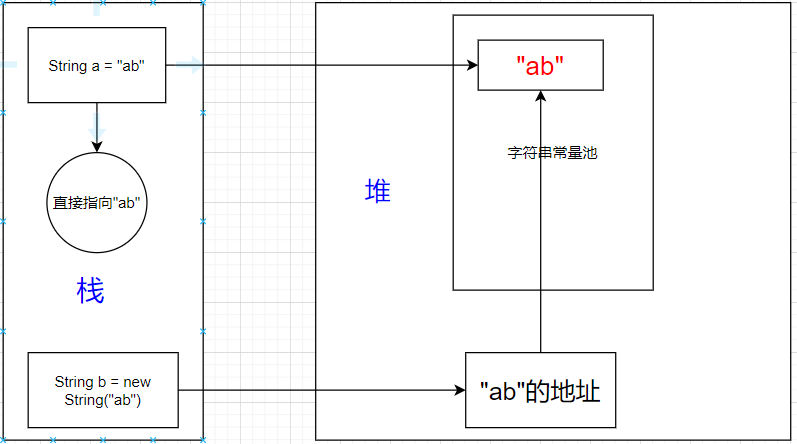 String a = "ab"
直接指向"ab"
栈
String b = new
String("ab")
堆
"ab"
字符串常量池
"ab"的地址